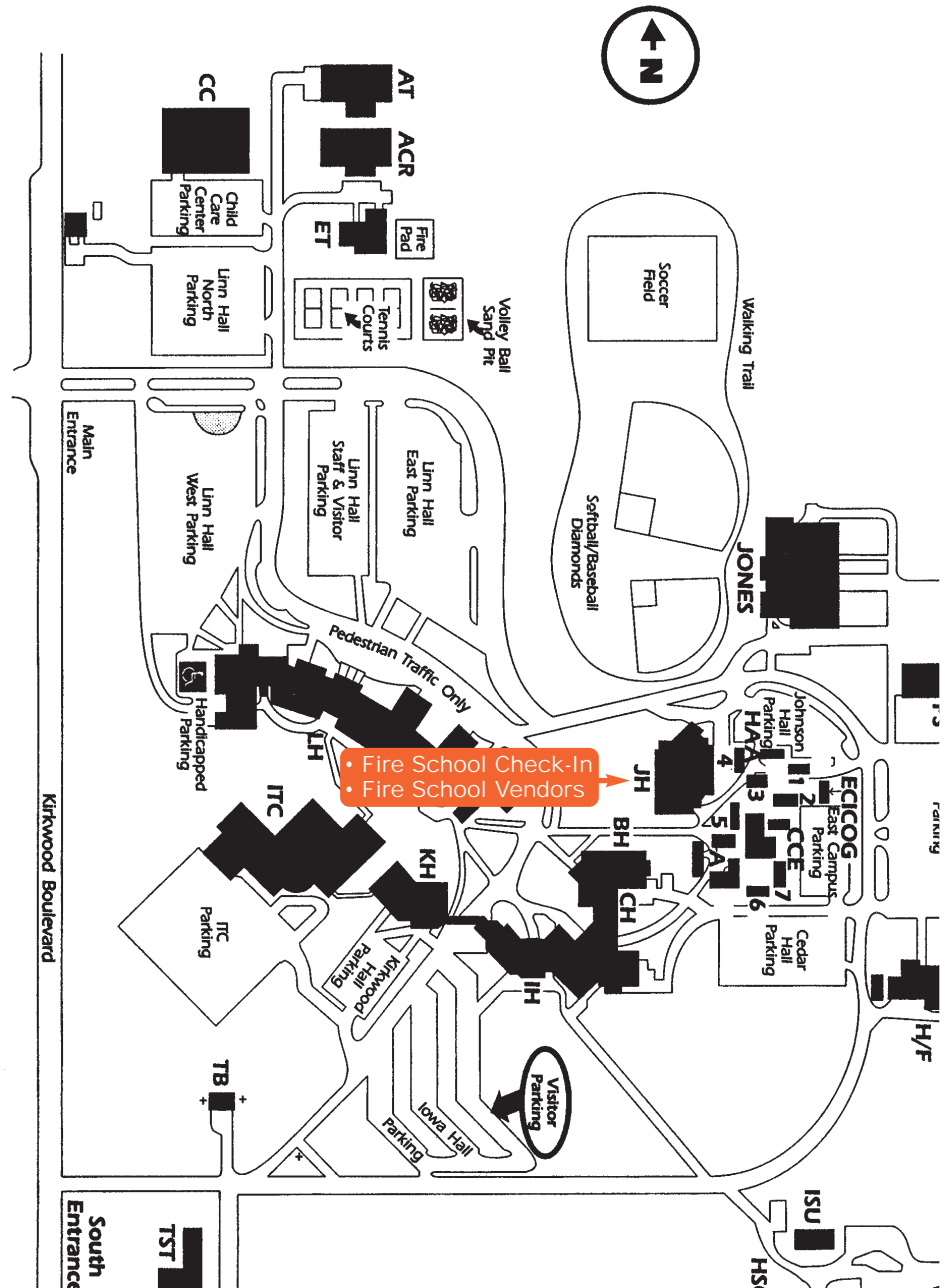 N
CC
AT
ACR
ET
Fire
Pad
Child
Care
Center
Parking
Linn Hall
North
Parking
Tennis
Courts
Volley Ball
Sand Pit
Soccer
Field
Walking Trail
Main
Entrance
Linn Hall
West Parking
Linn Hall
Staff & Visitor
Parking
Linn Hall
East Parking
Softball/Baseball
Diamonds
JONES
Pedestrian Traffic Only
Handicapped
Parking
LH
• Fire School Check-In
• Fire School Vendors
JH
Johnson
Hall
Parking
HAA
4
1
3
2
ECICOG
East Campus
Parking
5
CCE
A
7
6
Parking
BH
CH
ITC
KH
IH
Cedar
Hall
Parking
H/F
Kirkwood Boulevard
ITC
Parking
Kirkwood
Hall
Parking
TB
Visitor
Parking
Iowa Hall
Parking
ISU
South
Entrance
TST